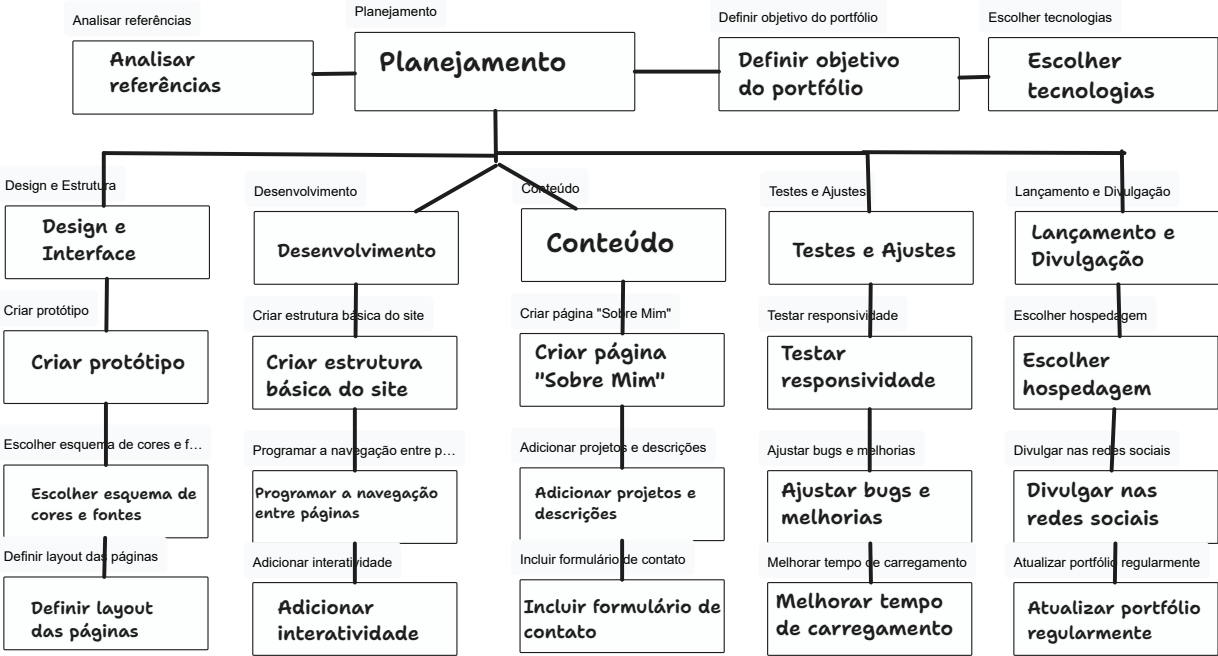 Analisar referências
Planejamento
Definir objetivo do portfólio
Escolher tecnologias
Analisar
referências
Planejamento
Definir objetivo
do portfólio
Escolher
tecnologias
Design e Estrutura
Desenvolvimento
Conteúdo
Testes e Ajustes
Lançamento e Divulgação
Design e
Interface
Desenvolvimento
Conteúdo
Testes e Ajustes
Lançamento e
Divulgação
Criar protótipo
Criar estrutura básica do site
Criar página "Sobre Mim"
Testar responsividade
Escolher hospedagem
Criar protótipo
Criar estrutura
básica do site
Criar página
"Sobre Mim"
Testar
responsividade
Escolher
hospedagem
Escolher esquema de cores e f...
Programar a navegação entre p...
Adicionar projetos e descrições
Ajustar bugs e melhorias
Divulgar nas redes sociais
Escolher esquema de
cores e fontes
Programar a navegação
entre páginas
Adicionar projetos e
descrições
Ajustar bugs e
melhorias
Divulgar nas
redes sociais
Definir layout das páginas
Adicionar interatividade
Incluir formulário de contato
Melhorar tempo de carregamento
Atualizar portfólio regularmente
Definir layout
das páginas
Adicionar
interatividade
Incluir formulário de
contato
Melhorar tempo
de carregamento
Atualizar portfólio
regularmente